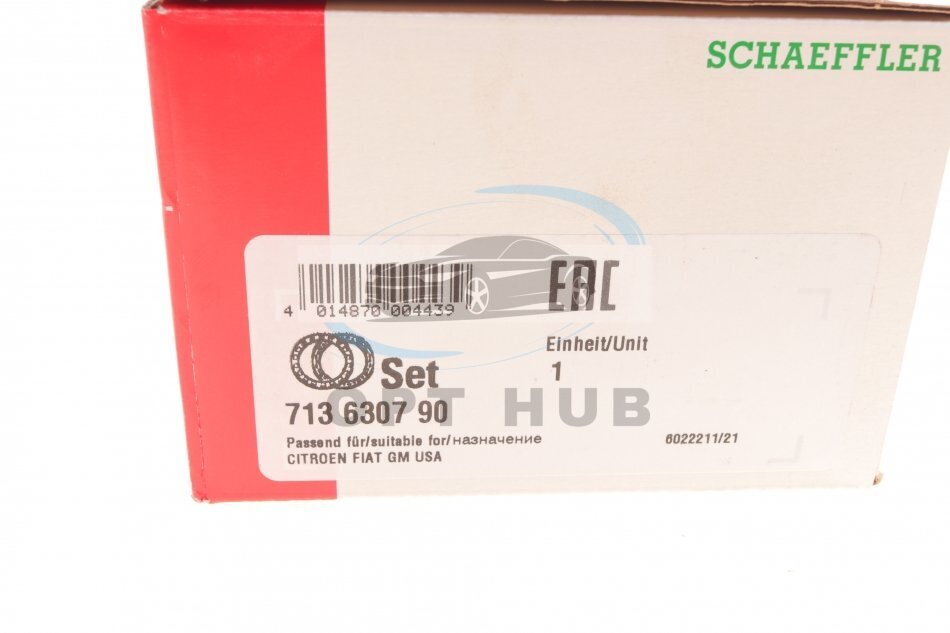 SCHAEFFLER
4 014870 004439
EAC
Set
Einheit/Unit
1
OPT HUB
713 6307 90
Passend für/suitable for/назначение
CITROEN FIAT GM USA
6022211/21